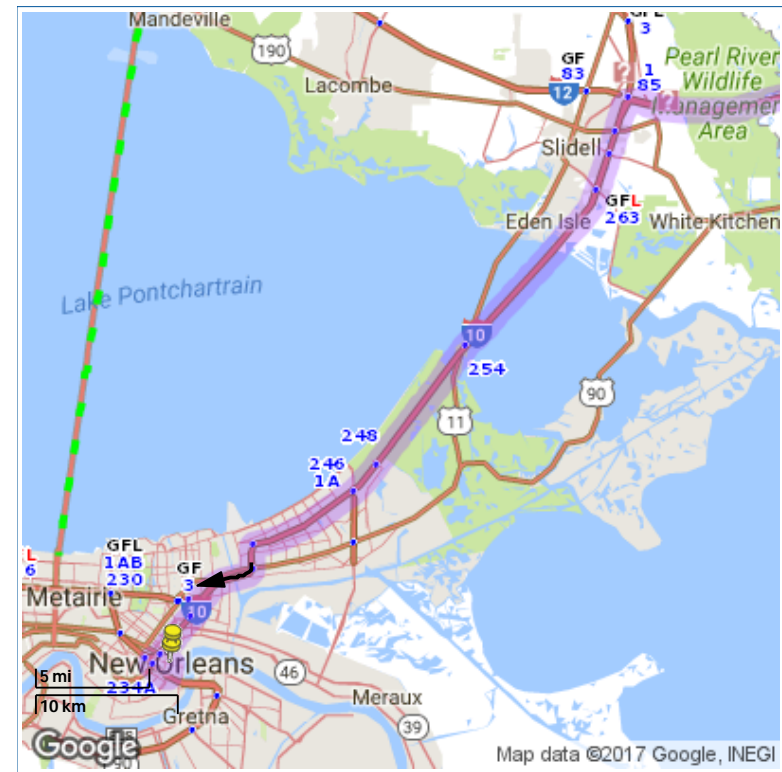 Mandeville
GFL
3
190
GF
83
1
85
Pearl River
Wildlife
Management
Area
Lacombe
12
Slidell
GFL
263
Eden Isle
White Kitchen
Lake Pontchartrain
10
254
90
11
248
246
1A
GFL
1AB
230
GF
3
L
6
Metairie
10
New Orleans
5 mi
234A
10 km
46
Meraux
Gretna
39
90
Google
Map data ©2017 Google, INEGI